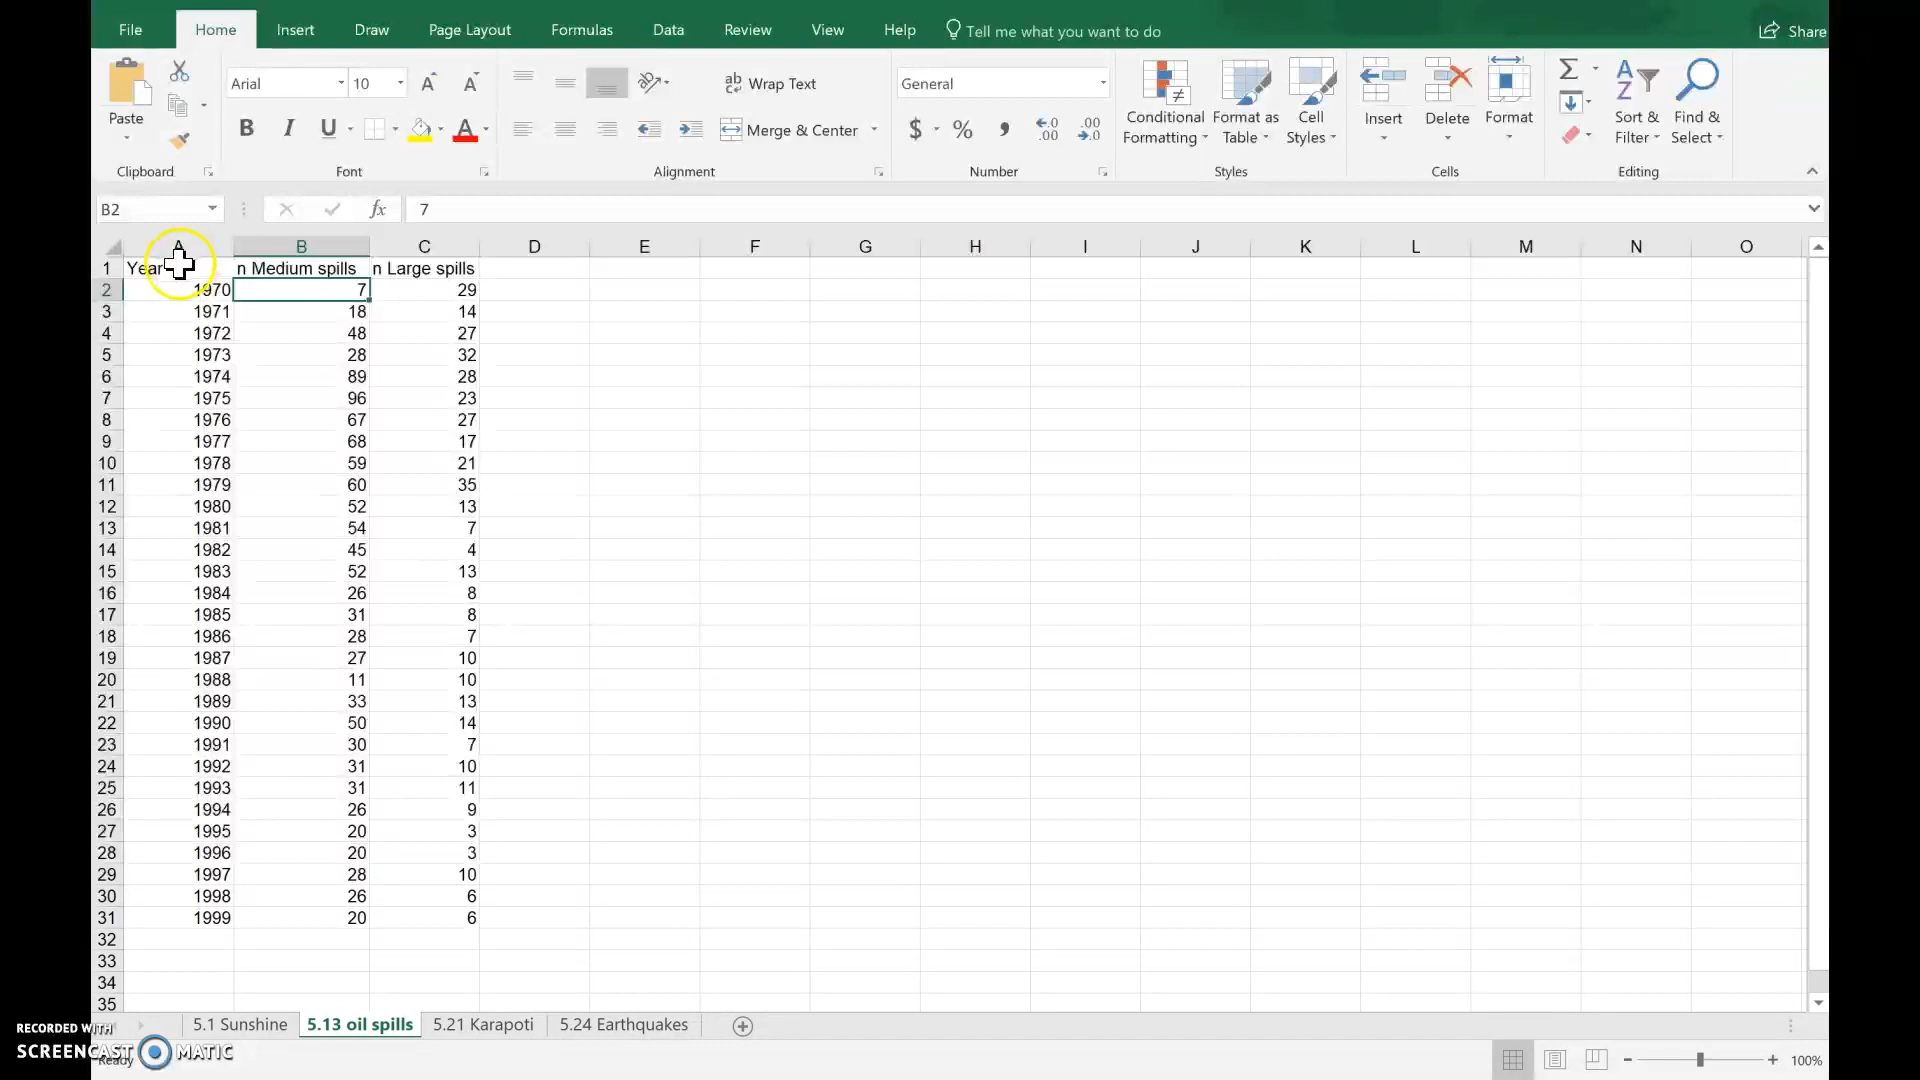 File Home Insert Draw Page Layout Formulas Data Review View Help Tell me what you want to do Share
Arial 10 ab Wrap Text General
Paste B I U A Merge & Center $ % , .00 .00 Conditional Formatting Format as Table Cell Styles Insert Delete Format Σ Sort & Filter Find & Select
Clipboard Font Alignment Number Styles Cells Editing
B2 fx 7
A B C D E F G H I J K L M N O
1 Year n Medium spills n Large spills
2 1970 7 29
3 1971 18 14
4 1972 48 27
5 1973 28 32
6 1974 89 28
7 1975 96 23
8 1976 67 27
9 1977 68 17
10 1978 59 21
11 1979 60 35
12 1980 52 13
13 1981 54 7
14 1982 45 4
15 1983 52 13
16 1984 26 8
17 1985 31 8
18 1986 28 7
19 1987 27 10
20 1988 11 10
21 1989 33 13
22 1990 50 14
23 1991 30 7
24 1992 31 10
25 1993 31 11
26 1994 26 9
27 1995 20 3
28 1996 20 3
29 1997 28 10
30 1998 26 6
31 1999 20 6
32
33
34
35
5.1 Sunshine 5.13 oil spills 5.21 Karapoti 5.24 Earthquakes
RECORDED WITH
SCREENCAST MATIC
Ready 100%